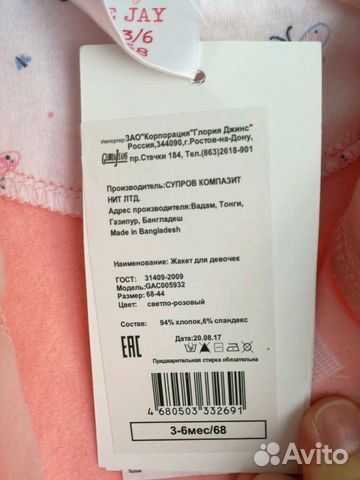 E JAY
3/6
68
Импортер:ЗАО"Корпорация"Глория Джинс"
Россия,344090,г.Ростов-на-Дону,
пр.Стачки 184, Тел.(863)2618-901
GLORIA JEANS
Производитель:СУПРОВ КОМПАЗИТ
НИТ ЛТД.
Адрес производителя:Вадам, Тонги,
Газипур, Бангладеш
Made in Bangladesh
Наименование: Жакет для девочек
ГОСТ: 31409-2009
Модель:GAC005932
Размер: 68-44
Цвет: светло-розовый
Состав: 94% хлопок,6% спандекс
EAC
Дата:20.08.17
Предварительная стирка обязательна
4 680503 332691
3-6мес/68
Avito